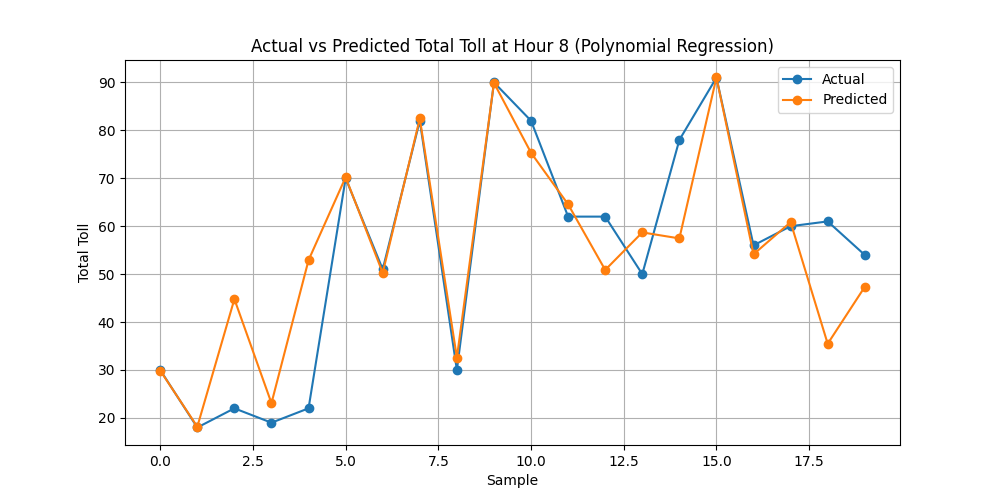 Actual vs Predicted Total Toll at Hour 8 (Polynomial Regression)
Actual
Predicted
Total Toll
90
80
70
60
50
40
30
20
0.0 2.5 5.0 7.5 10.0 12.5 15.0 17.5
Sample